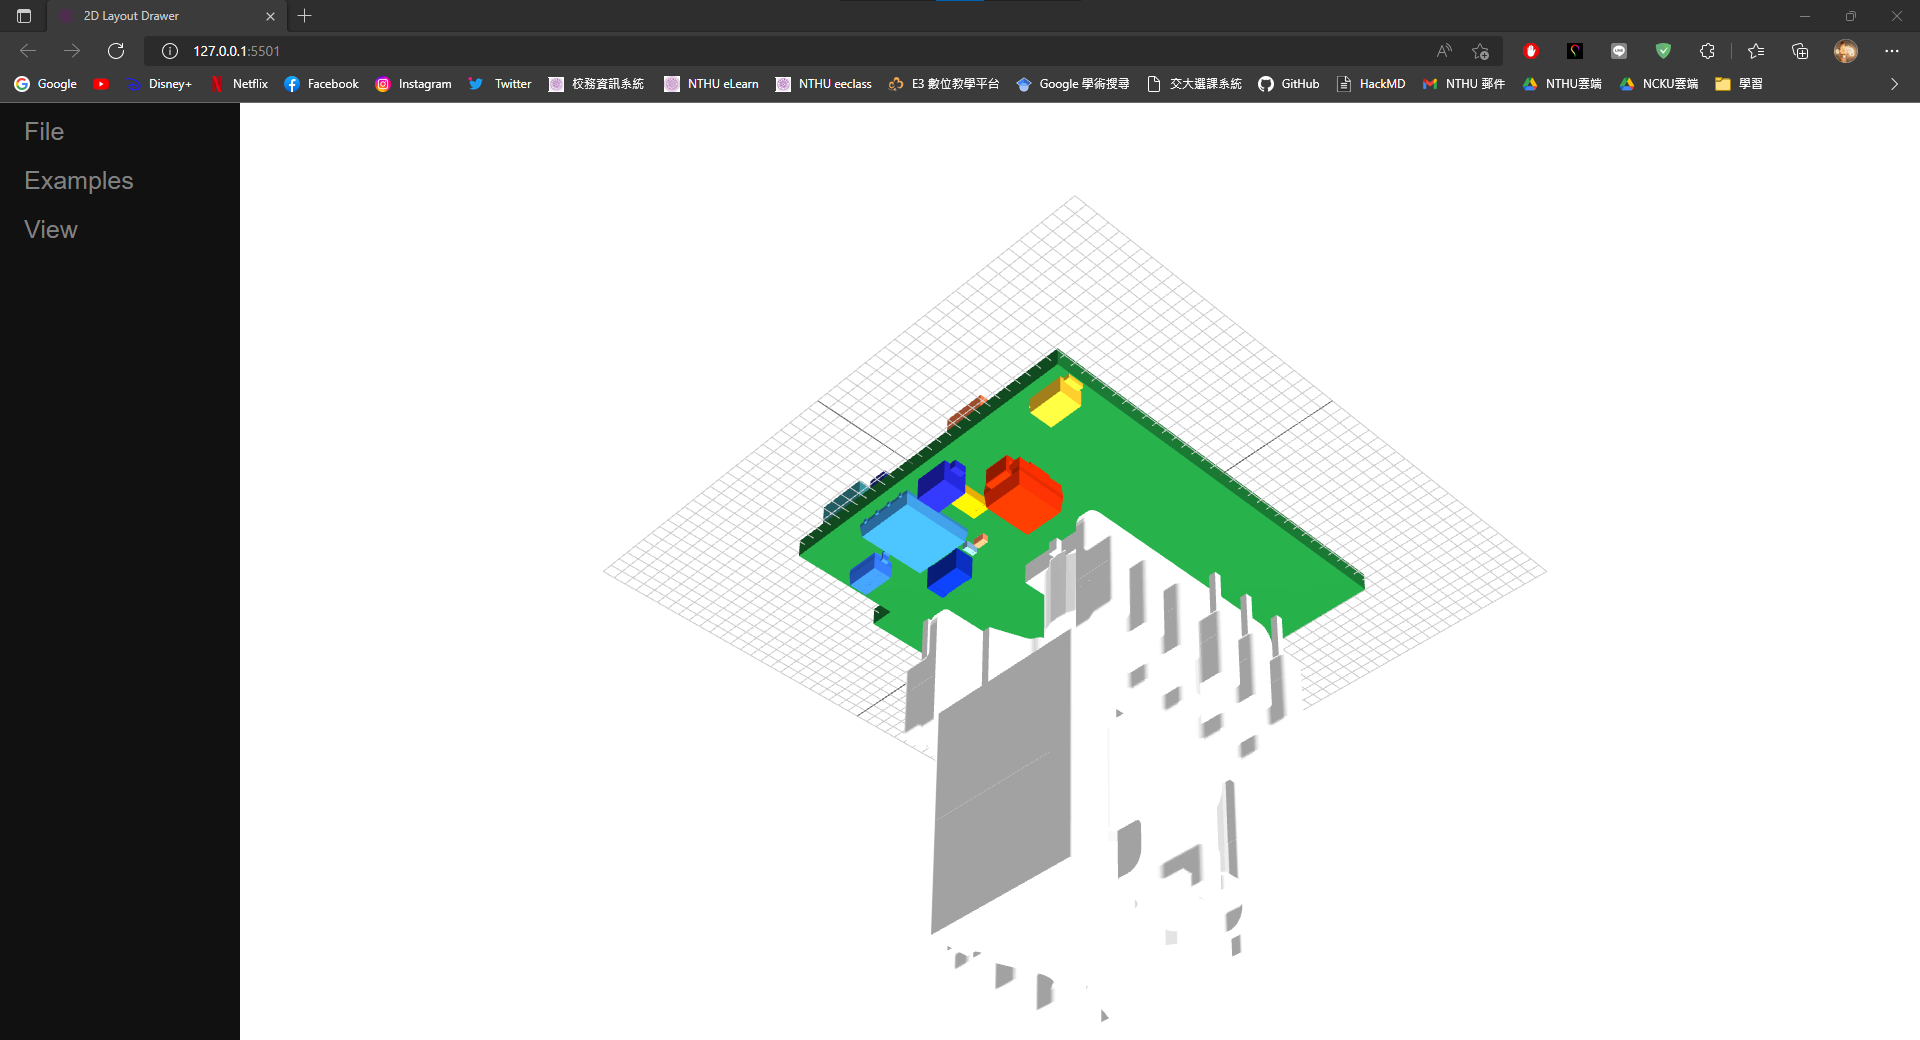 2D Layout Drawer
127.0.0.1:5501
Google Disney+ Netflix Facebook Instagram Twitter 校務資訊系統 NTHU eLearn NTHU eeclass E3 數位教學平台 Google 學術搜尋 交大選課系統 GitHub HackMD NTHU 郵件 NTHU雲端 NCKU雲端 學習
File
Examples
View